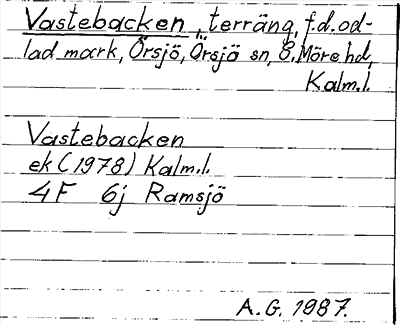 Vastebacken, terräng, f.d. od-
lad mark, Örsjö, Örsjö sn, S. Möre hd,
Kalm.l.
Vastebacken
ek (1978) Kalm.l.
4F 6j Ramsjö
A.G. 1987.